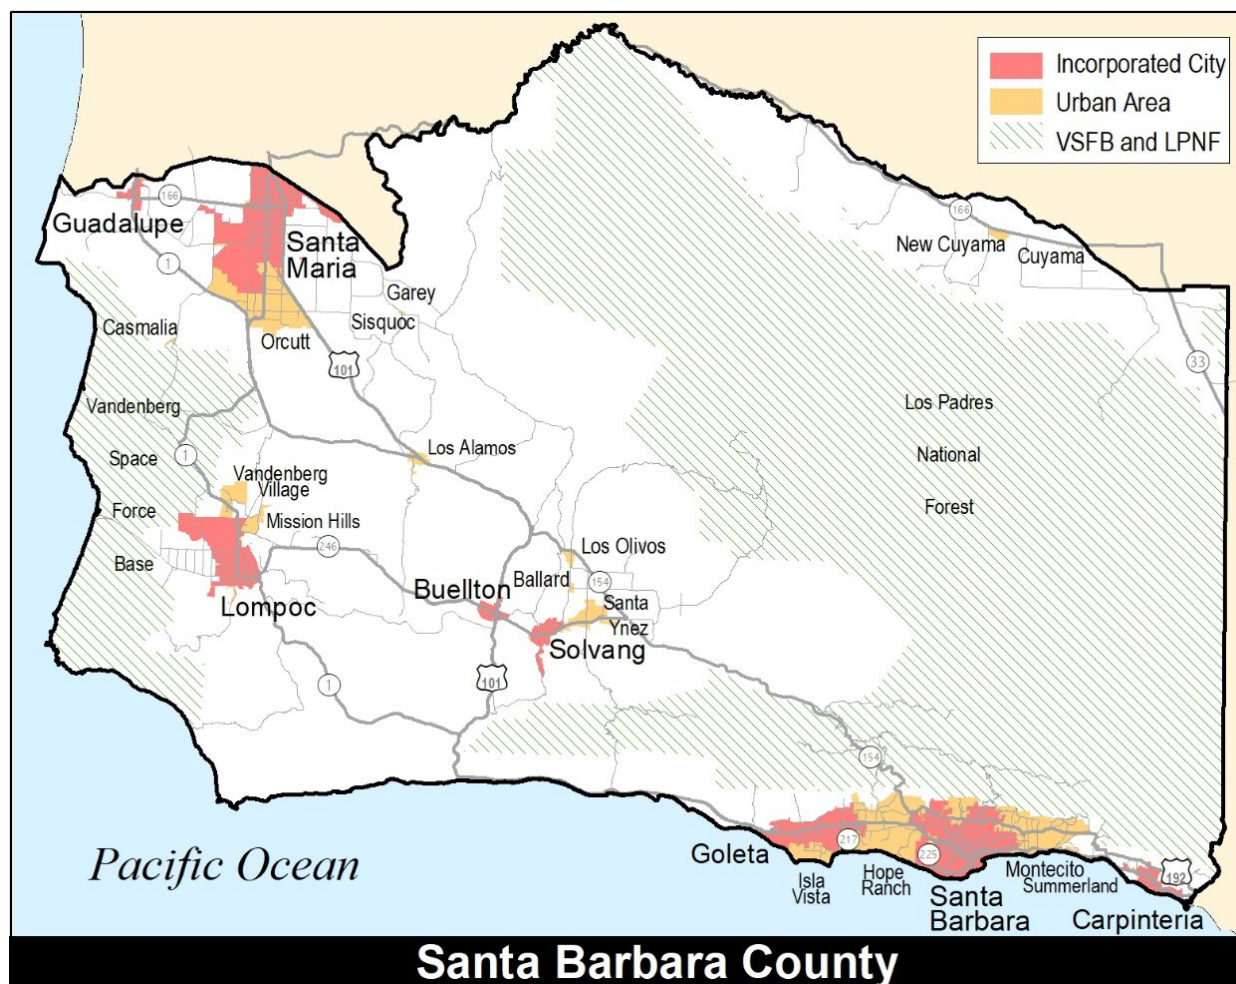 Incorporated City
Urban Area
VSFB and LPNF
166
Guadalupe
Santa
Maria
1
166
New Cuyama
Cuyama
Garey
Sisquoc
Casmalia
Orcutt
101
33
Vandenberg
Space
Force
Base
Los Padres
National
Forest
1
Los Alamos
Vandenberg
Village
Mission Hills
246
Lompoc
Los Olivos
Ballard
154
Buellton
Santa
Ynez
Solvang
101
1
154
217
225
192
Goleta
Isla
Vista
Hope
Ranch
Santa
Barbara
Montecito
Summerland
Carpinteria
Pacific Ocean
Santa Barbara County